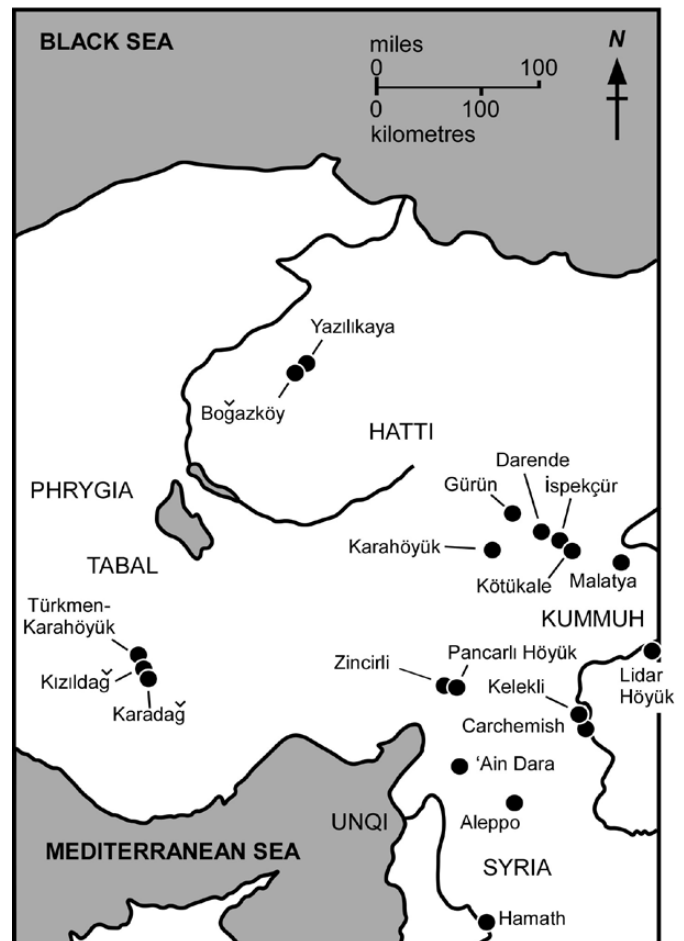 BLACK SEA
miles
0 100
0 100
kilometres
N
Yazılıkaya
Boğazköy
HATTI
Darende
PHRYGIA
Gürün
İspekçür
Karahöyük
TABAL
Kötükale
Malatya
Türkmen-
Karahöyük
KUMMUH
Zincirli
Pancarlı Höyük
Kızıldağ
Kelekli
Lidar
Höyük
Karadağ
Carchemish
‘Ain Dara
UNQI
Aleppo
MEDITERRANEAN SEA
SYRIA
Hamath